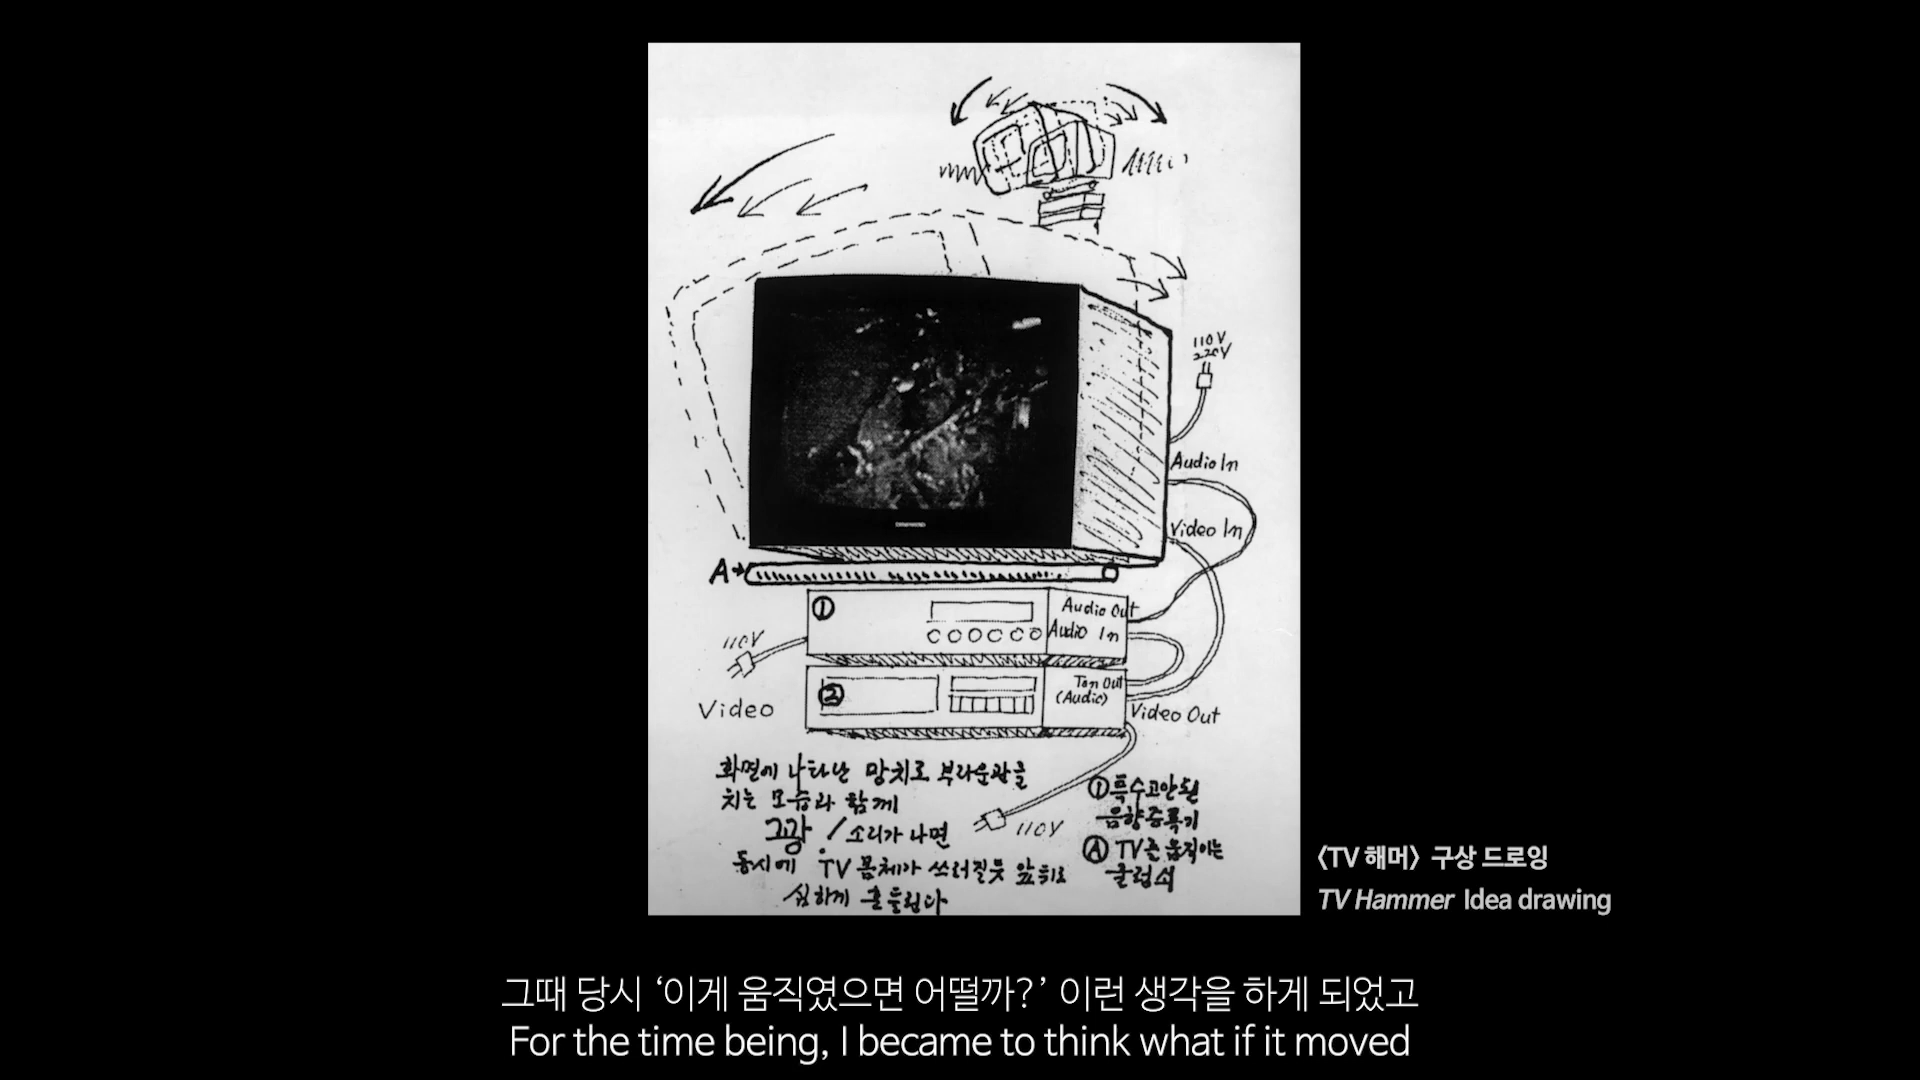 110V
220V
Audio In
Video In
A→
①
Audio Out
Audio In
110V
②
Ton Out
(Audio)
Video
Video Out
화면에 나타난 망치로 부라운관을
치는 모습과 함께
그쾅 / 소리가 나면
동시에 TV 몸체가 쓰러질듯 앞뒤로
심하게 흔들린다
110V
① 특수고안된
음향증폭기
Ⓐ TV를 움직이는
쿨럽쇠
〈TV 해머〉 구상 드로잉
TV Hammer Idea drawing
그때 당시 ‘이게 움직였으면 어떨까?’ 이런 생각을 하게 되었고
For the time being, I became to think what if it moved